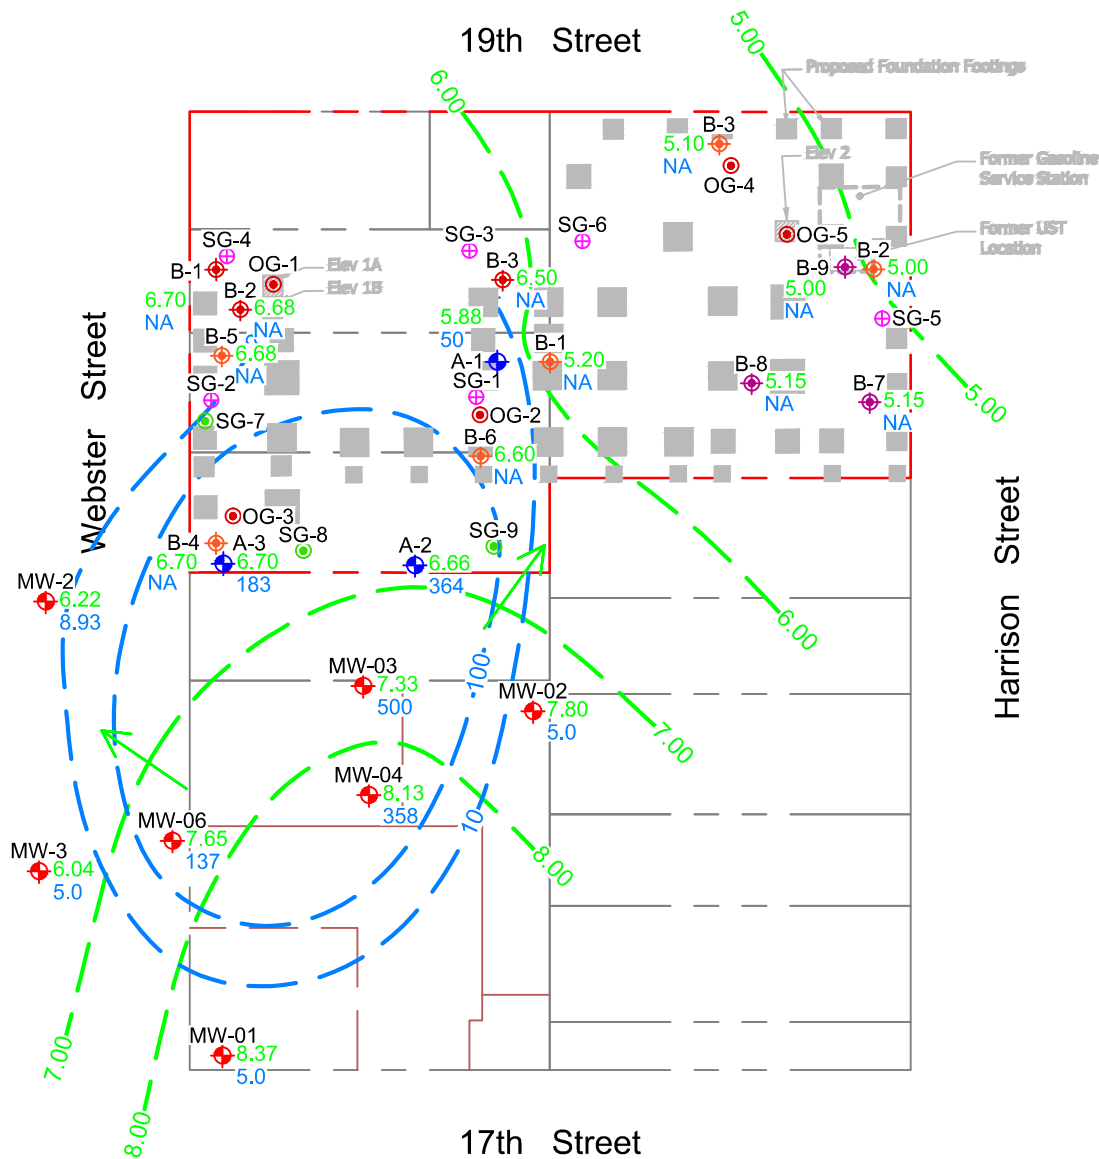 19th Street
5.00
6.00
Proposed Foundation Footings
B-3
5.10
NA
OG-4
Elev 2
Former Gasoline
Service Station
SG-6
SG-3
SG-4
OG-5
Former UST
Location
B-1
OG-1
Elev 1A
Elev 1B
B-3
6.50
NA
B-9
B-2
5.00
NA
5.00
NA
6.70
NA
B-2
6.68
NA
5.88
50
SG-5
B-5
6.68
NA
A-1
B-1
5.20
NA
B-8
5.15
NA
B-7
5.15
NA
5.00
SG-2
SG-7
SG-1
OG-2
B-6
6.60
NA
Webster Street
Harrison Street
OG-3
SG-8
SG-9
B-4
A-3
6.70
NA
6.70
183
A-2
6.66
364
MW-2
6.22
8.93
6.00
MW-03
7.33
500
100
MW-02
7.80
5.0
7.00
MW-04
8.13
358
10
8.00
MW-06
7.65
137
MW-3
6.04
5.0
MW-01
8.37
5.0
7.00
8.00
17th Street